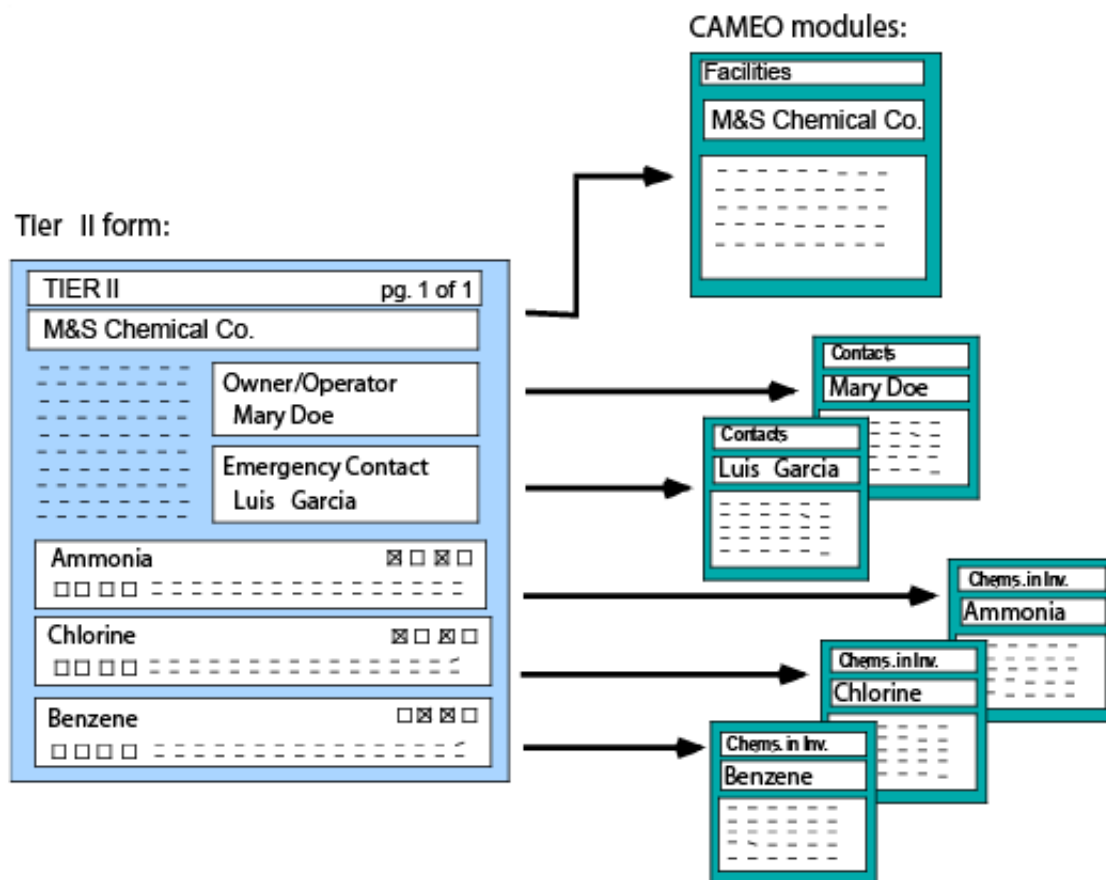 CAMEO modules:
Facilities
M&S Chemical Co.
TIer II form:
TIER II pg. 1 of 1
M&S Chemical Co.
Owner/Operator
Mary Doe
Emergency Contact
Luis Garcia
Ammonia
Chlorine
Benzene
Contacts
Mary Doe
Contacts
Luis Garcia
Chems. in Inv.
Ammonia
Chems. in Inv.
Chlorine
Chems. in Inv.
Benzene